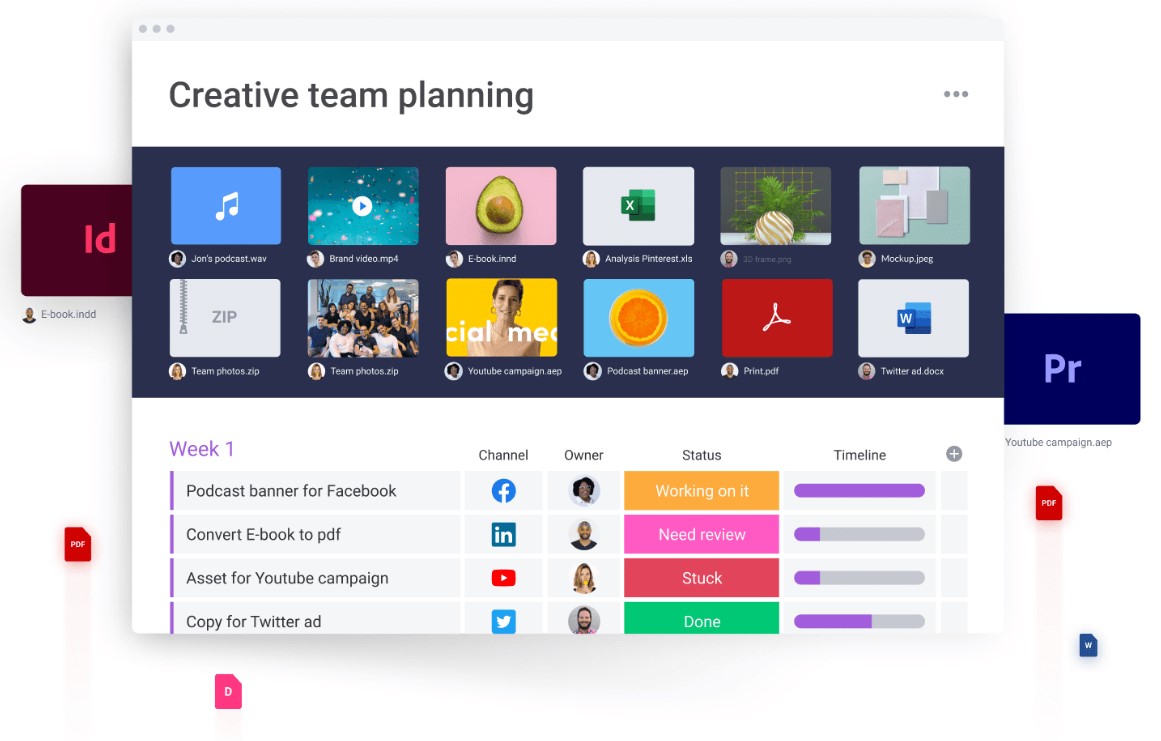 Creative team planning
Id
E-book.indd
X
Jon's podcast.wav
Brand video.mp4
E-book.innd
Analysis Pinterest.xls
3D frame.png
Mockup.jpeg
ZIP
cial med
W
Team photos.zip
Team photos.zip
Youtube campaign.aep
Podcast banner.aep
Print.pdf
Twitter ad.docx
Pr
Youtube campaign.aep
Week 1
Channel
Owner
Status
Timeline
Podcast banner for Facebook
Working on it
Convert E-book to pdf
in
Need review
Asset for Youtube campaign
Stuck
Copy for Twitter ad
Done
PDF
PDF
W
D